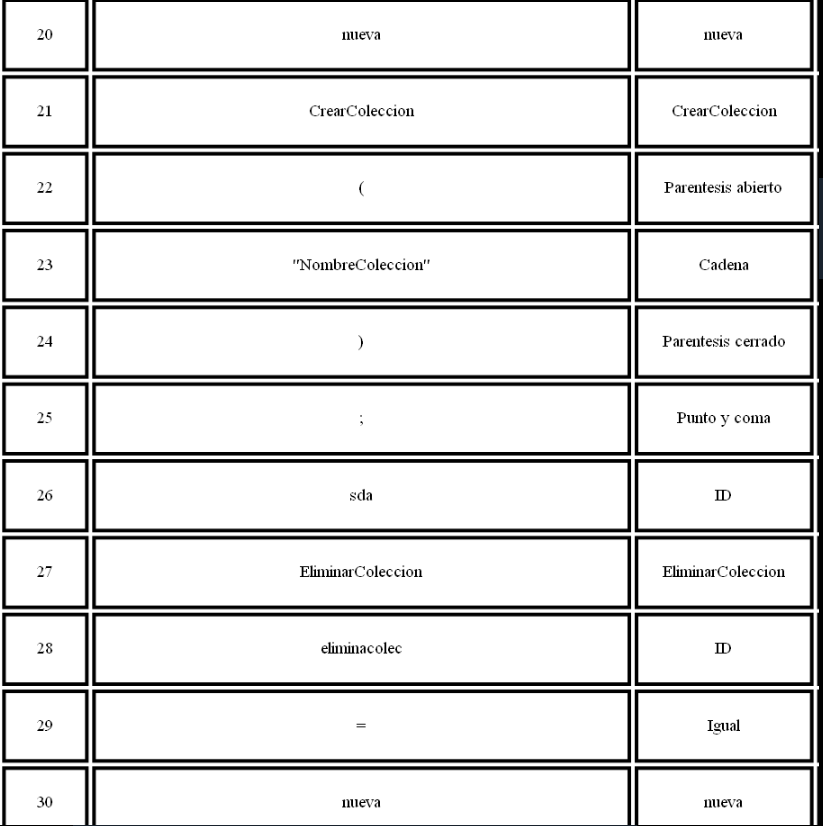 20 nueva nueva
21 CrearColeccion CrearColeccion
22 ( Parentesis abierto
23 "NombreColeccion" Cadena
24 ) Parentesis cerrado
25 ; Punto y coma
26 sda ID
27 EliminarColeccion EliminarColeccion
28 eliminacolec ID
29 = Igual
30 nueva nueva